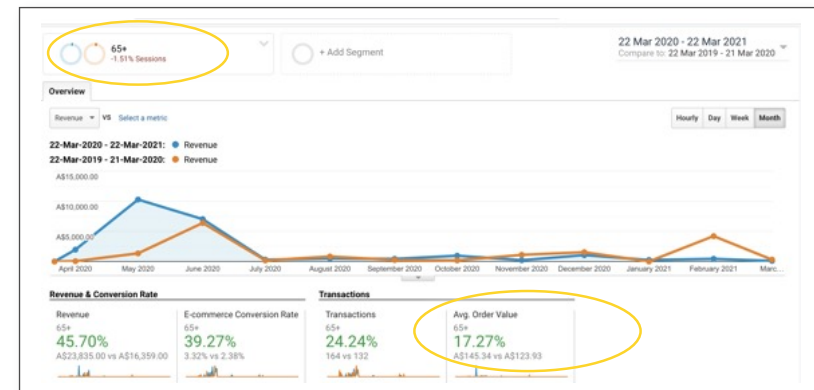 65+
-1.51% Sessions
+ Add Segment
22 Mar 2020 - 22 Mar 2021
Compare to: 22 Mar 2019 - 21 Mar 2020
Overview
Revenue VS Select a metric
Hourly Day Week Month
22-Mar-2020 - 22-Mar-2021: Revenue
22-Mar-2019 - 21-Mar-2020: Revenue
A$15,000.00
A$10,000.00
A$5,000.00
April 2020 May 2020 June 2020 July 2020 August 2020 September 2020 October 2020 November 2020 December 2020 January 2021 February 2021 Marc...
Revenue & Conversion Rate
Transactions
Revenue
65+
45.70%
A$23,835.00 vs A$16,359.00
E-commerce Conversion Rate
65+
39.27%
3.32% vs 2.38%
Transactions
65+
24.24%
164 vs 132
Avg. Order Value
65+
17.27%
A$145.34 vs A$123.93